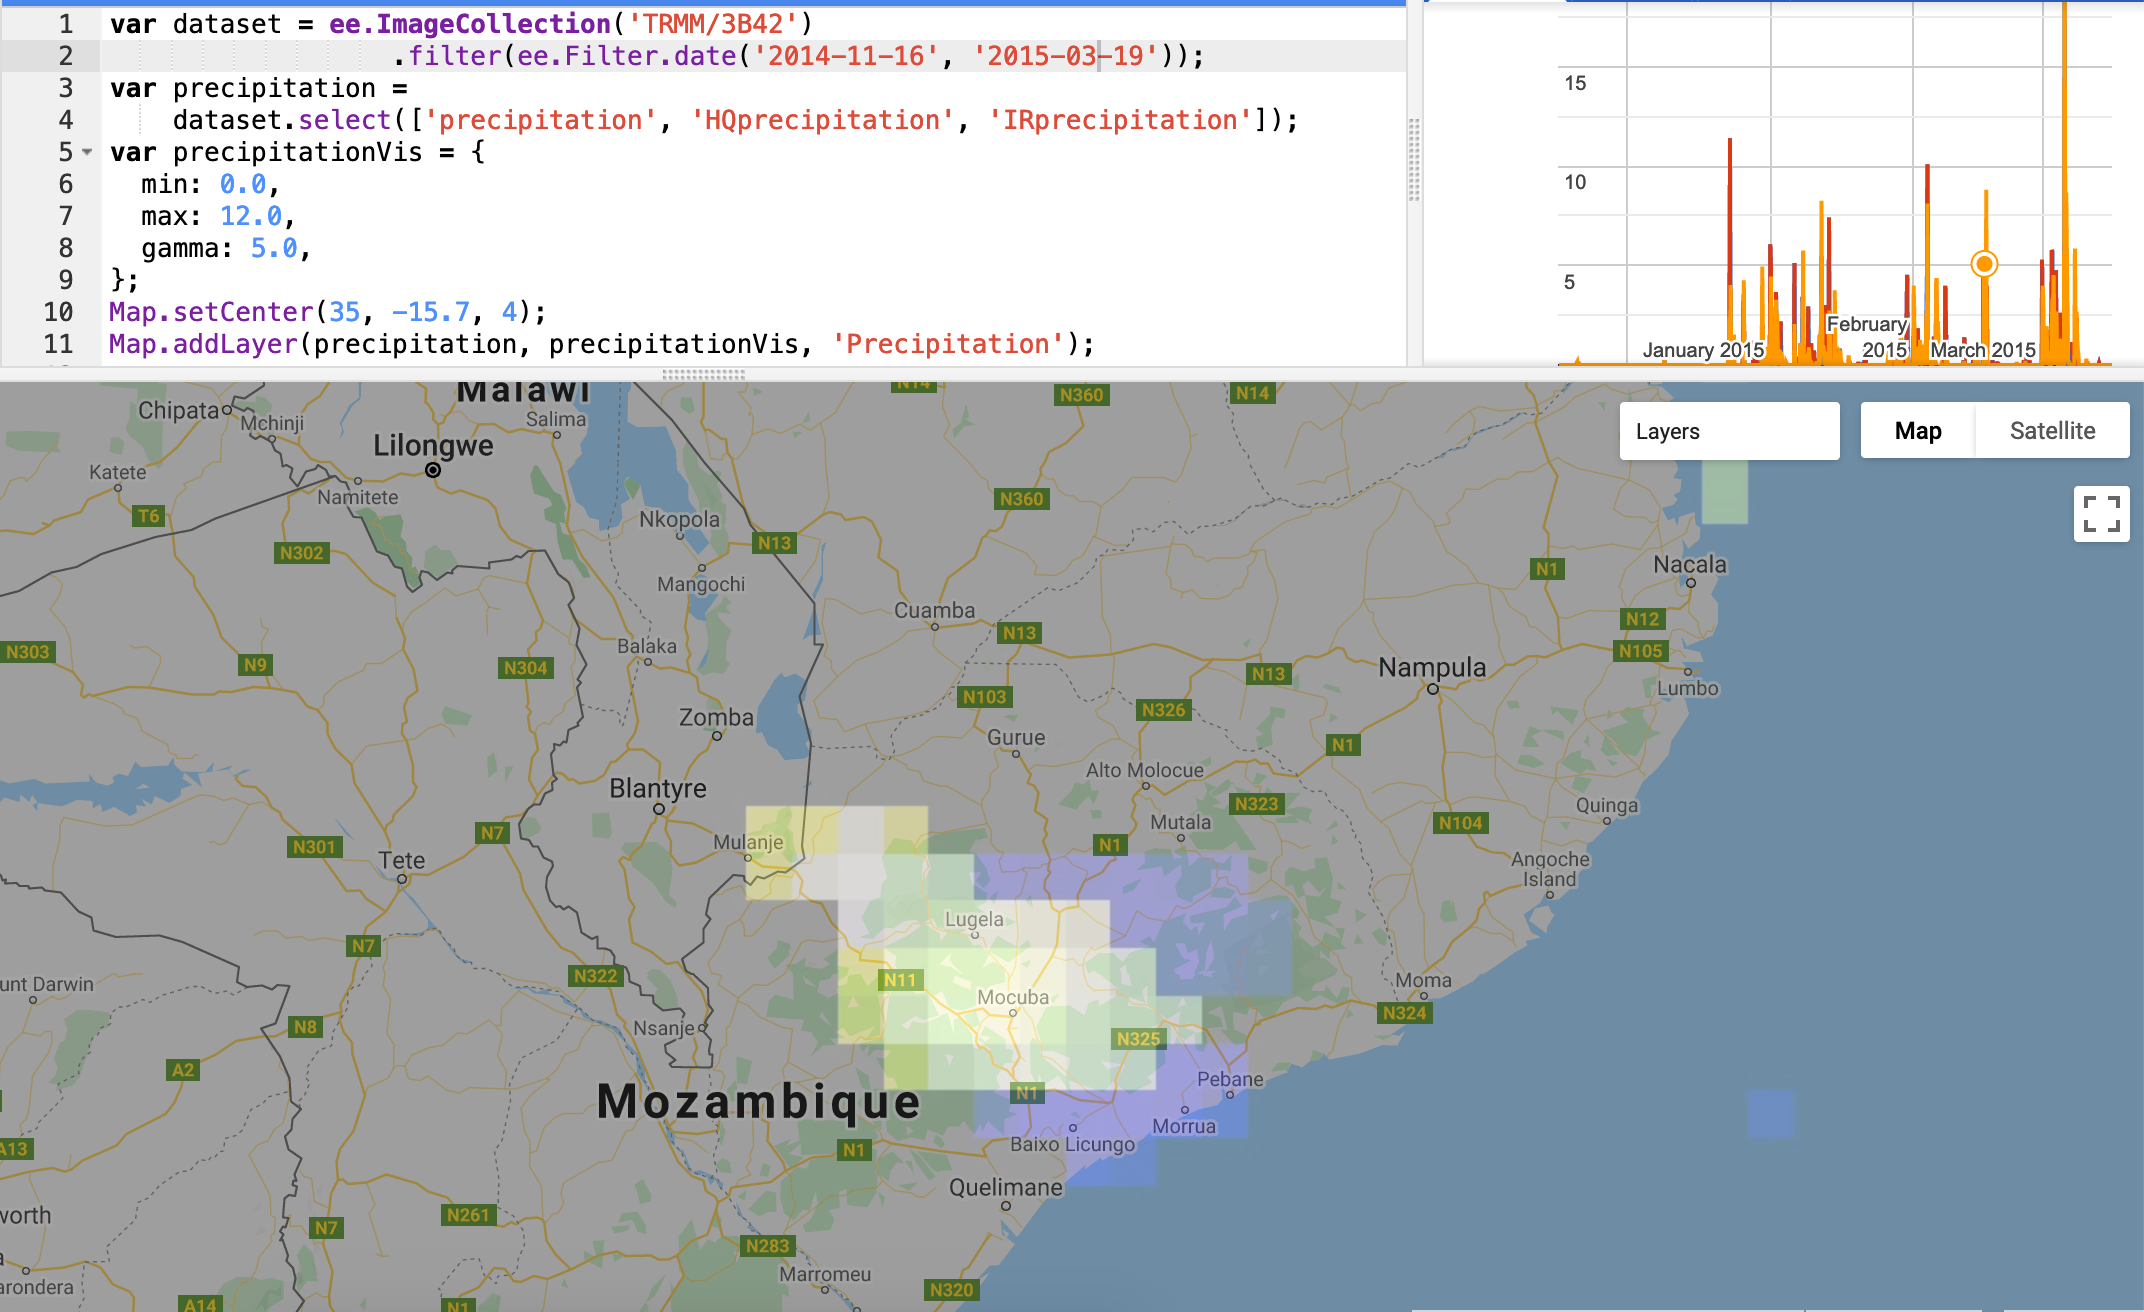 1 var dataset = ee.ImageCollection('TRMM/3B42')
2 .filter(ee.Filter.date('2014-11-16', '2015-03-19'));
3 var precipitation =
4 dataset.select(['precipitation', 'HQprecipitation', 'IRprecipitation']);
5 var precipitationVis = {
6 min: 0.0,
7 max: 12.0,
8 gamma: 5.0,
9 };
10 Map.setCenter(35, -15.7, 4);
11 Map.addLayer(precipitation, precipitationVis, 'Precipitation');
15
10
5
January 2015
February
2015
March 2015
Malawi
N14
N360
N14
Chipata
Mchinji
Salima
Layers
Map
Satellite
Lilongwe
Katete
Namitete
N360
T6
Nkopola
N302
N13
Mangochi
N1
Nacala
Cuamba
N12
N13
N303
N9
Balaka
N304
N105
N13
Nampula
Lumbo
N103
N326
Zomba
Gurue
N1
Alto Molocue
Blantyre
N323
Quinga
Mutala
N104
N7
N301
Mulanje
N1
Tete
Angoche
Island
Lugela
N7
N322
N11
Moma
unt Darwin
Mocuba
N324
N8
Nsanje
N325
A2
Pebane
N1
Mozambique
Morrua
A13
N1
Baixo Licungo
Quelimane
worth
N261
N7
N283
Marromeu
arondera
N320
A14
N1